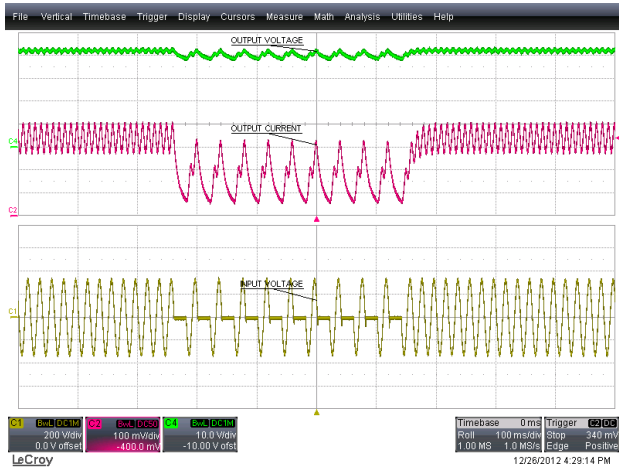 File Vertical Timebase Trigger Display Cursors Measure Math Analysis Utilities Help
OUTPUT VOLTAGE
C4
OUTPUT CURRENT
C2
INPUT VOLTAGE
C1
C1 BwL DC1M
200 V/div
0.0 V offset
C2 BwL DC50
100 mV/div
-400.0 mV
C4 BwL DC1M
10.0 V/div
-10.00 V ofst
Timebase 0 ms
Roll 100 ms/div
1.00 MS 1.0 MS/s
Trigger C2 DC
Stop 340 mV
Edge Positive
LeCroy
12/26/2012 4:29:14 PM